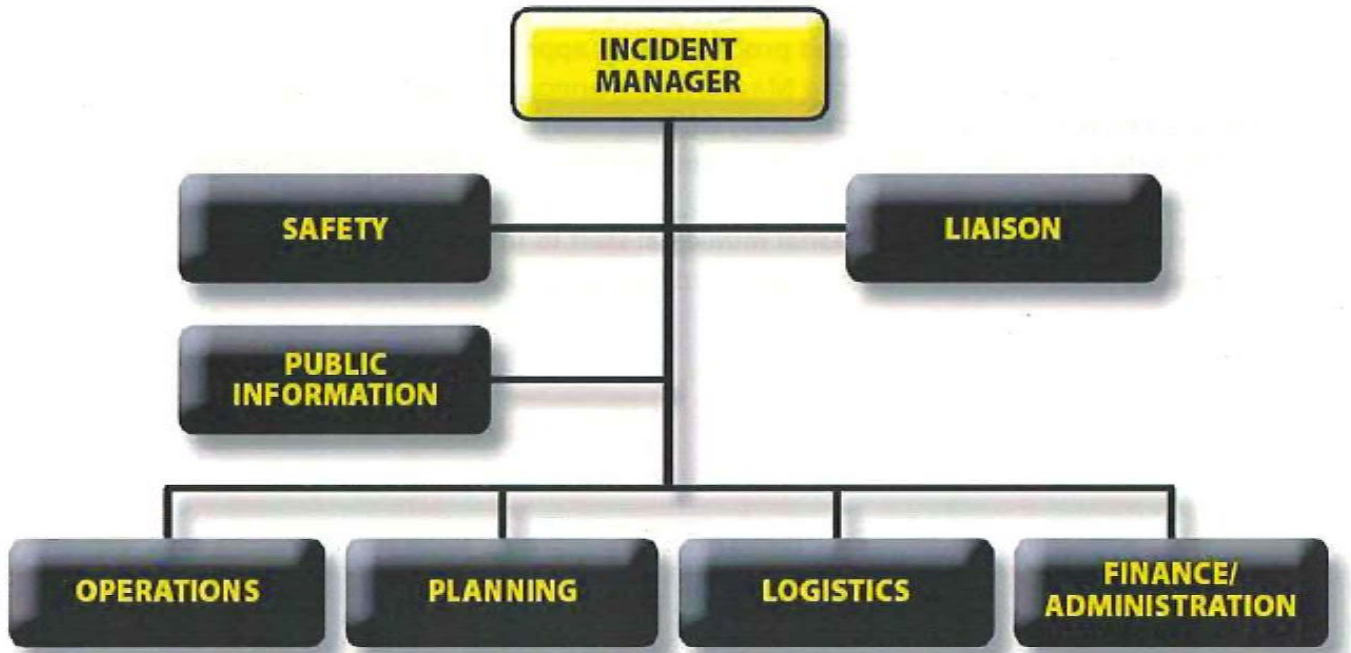 INCIDENT
MANAGER
SAFETY
LIAISON
PUBLIC
INFORMATION
OPERATIONS
PLANNING
LOGISTICS
FINANCE/
ADMINISTRATION